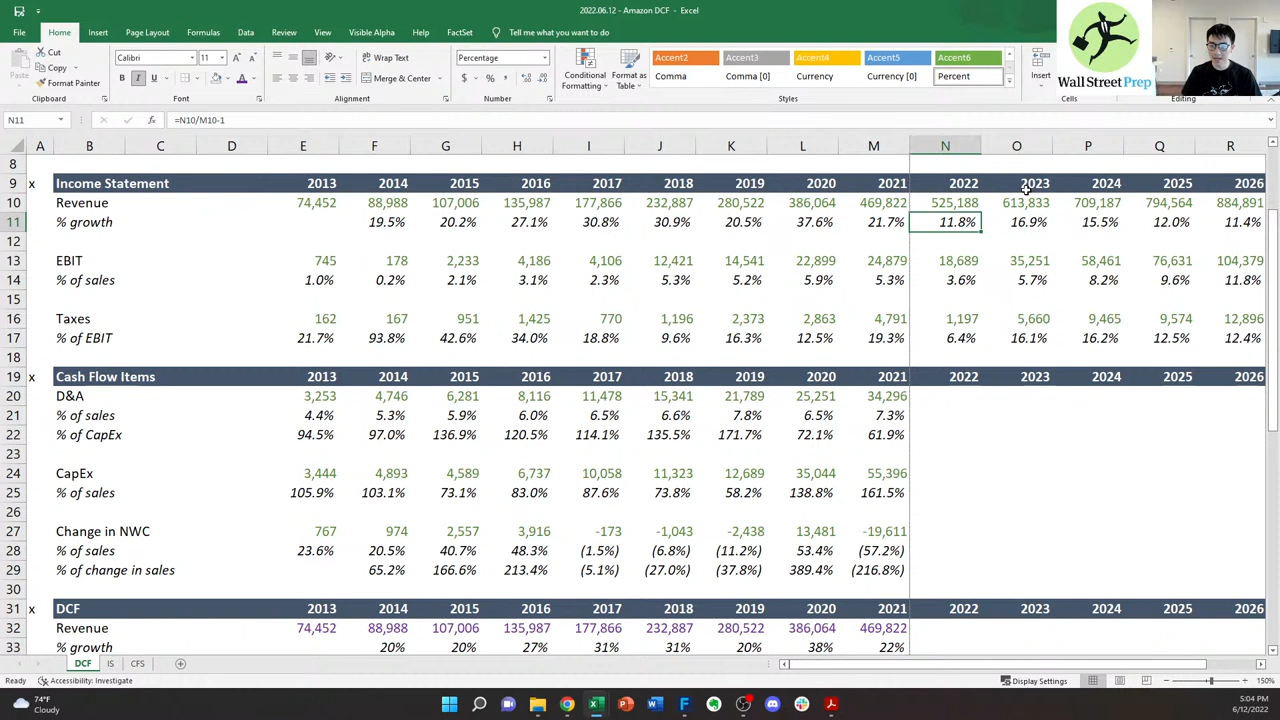 2022.06.12 - Amazon DCF - Excel
File Home Insert Page Layout Formulas Data Review View Visible Alpha Help FactSet Tell me what you want to do
Wall Street Prep
Paste Cut Copy Format Painter Clipboard
Calibri 11 B I U Font
Wrap Text Merge & Center Alignment
Percentage $ % Number
Conditional Formatting Format as Table
Accent2 Accent3 Accent4 Accent5 Accent6
Comma Comma [0] Currency Currency [0] Percent
Styles Insert Cells Editing
N11 fx =N10/M10-1
A B C D E F G H I J K L M N O P Q R
8
9 x Income Statement 2013 2014 2015 2016 2017 2018 2019 2020 2021 2022 2023 2024 2025 2026
10 Revenue 74,452 88,988 107,006 135,987 177,866 232,887 280,522 386,064 469,822 525,188 613,833 709,187 794,564 884,891
11 % growth 19.5% 20.2% 27.1% 30.8% 30.9% 20.5% 37.6% 21.7% 11.8% 16.9% 15.5% 12.0% 11.4%
12
13 EBIT 745 178 2,233 4,186 4,106 12,421 14,541 22,899 24,879 18,689 35,251 58,461 76,631 104,379
14 % of sales 1.0% 0.2% 2.1% 3.1% 2.3% 5.3% 5.2% 5.9% 5.3% 3.6% 5.7% 8.2% 9.6% 11.8%
15
16 Taxes 162 167 951 1,425 770 1,196 2,373 2,863 4,791 1,197 5,660 9,465 9,574 12,896
17 % of EBIT 21.7% 93.8% 42.6% 34.0% 18.8% 9.6% 16.3% 12.5% 19.3% 6.4% 16.1% 16.2% 12.5% 12.4%
18
19 x Cash Flow Items 2013 2014 2015 2016 2017 2018 2019 2020 2021 2022 2023 2024 2025 2026
20 D&A 3,253 4,746 6,281 8,116 11,478 15,341 21,789 25,251 34,296
21 % of sales 4.4% 5.3% 5.9% 6.0% 6.5% 6.6% 7.8% 6.5% 7.3%
22 % of CapEx 94.5% 97.0% 136.9% 120.5% 114.1% 135.5% 171.7% 72.1% 61.9%
23
24 CapEx 3,444 4,893 4,589 6,737 10,058 11,323 12,689 35,044 55,396
25 % of sales 105.9% 103.1% 73.1% 83.0% 87.6% 73.8% 58.2% 138.8% 161.5%
26
27 Change in NWC 767 974 2,557 3,916 -173 -1,043 -2,438 13,481 -19,611
28 % of sales 23.6% 20.5% 40.7% 48.3% (1.5%) (6.8%) (11.2%) 53.4% (57.2%)
29 % of change in sales 65.2% 166.6% 213.4% (5.1%) (27.0%) (37.8%) 389.4% (216.8%)
30
31 x DCF 2013 2014 2015 2016 2017 2018 2019 2020 2021 2022 2023 2024 2025 2026
32 Revenue 74,452 88,988 107,006 135,987 177,866 232,887 280,522 386,064 469,822
33 % growth 20% 20% 27% 31% 31% 20% 38% 22%
DCF IS CFS
Ready Accessibility: Investigate Display Settings 150%
74°F
Cloudy
5:04 PM
6/12/2022